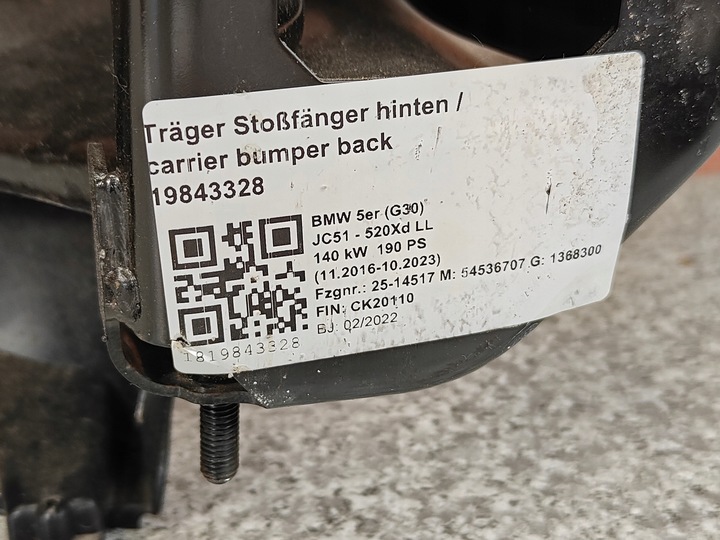 Träger Stoßfänger hinten /
carrier bumper back
19843328
BMW 5er (G30)
JC51 - 520Xd LL
140 kW 190 PS
(11.2016-10.2023)
Fzgnr.: 25-14517 M: 54536707 G: 1368300
FIN: CK20110
BJ: 02/2022
1819843328